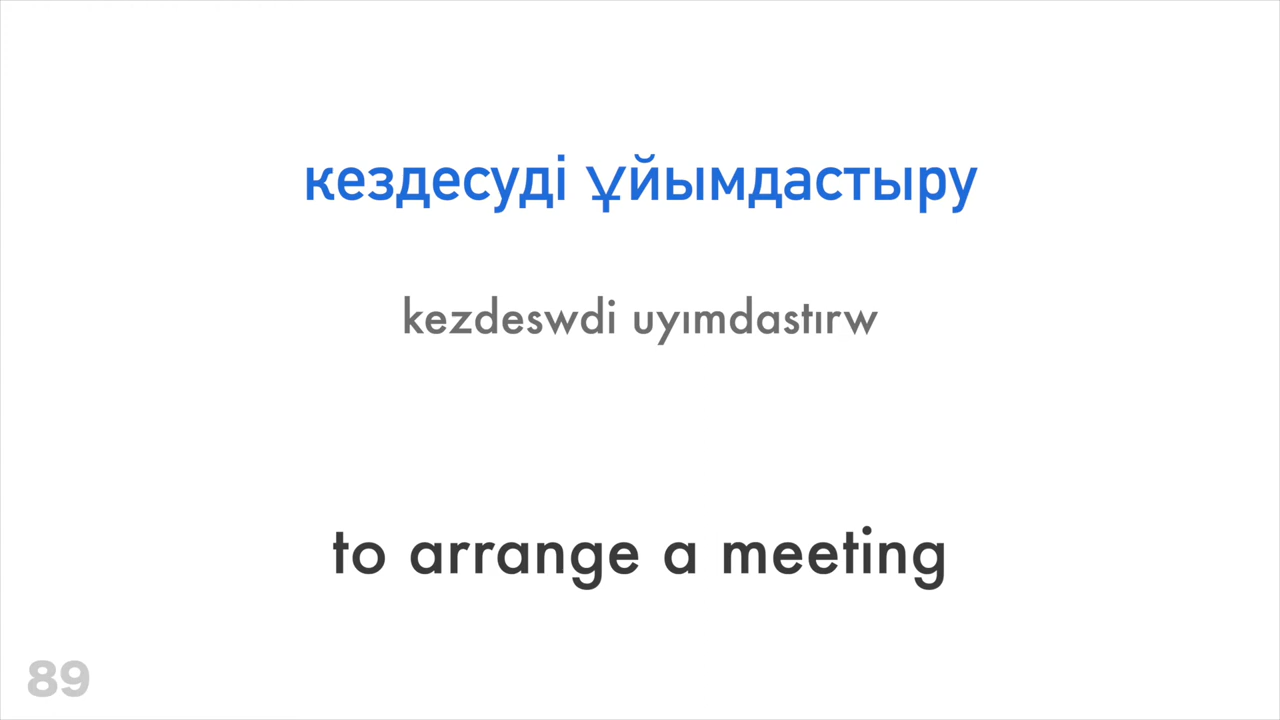 кездесуді ұйымдастыру
kezdeswdi uyımdastırw
to arrange a meeting
89